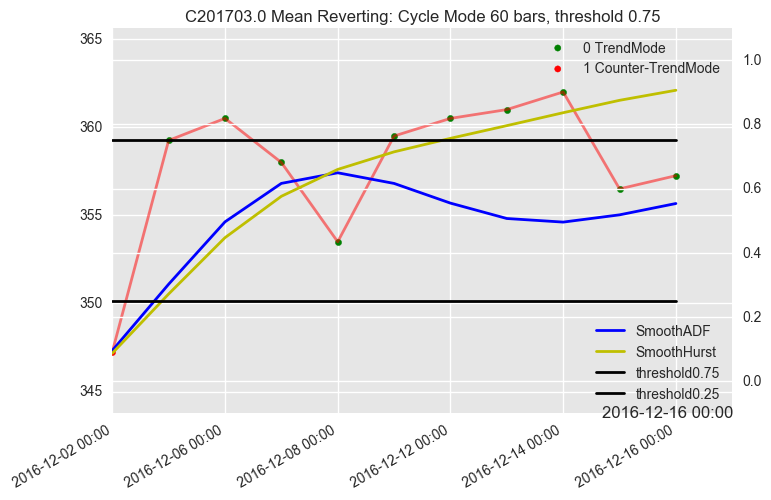 C201703.0 Mean Reverting: Cycle Mode 60 bars, threshold 0.75
365
360
355
350
345
1.0
0.8
0.6
0.4
0.2
0.0
0 TrendMode
1 Counter-TrendMode
SmoothADF
SmoothHurst
threshold0.75
threshold0.25
2016-12-16 00:00
2016-12-02 00:00
2016-12-06 00:00
2016-12-08 00:00
2016-12-12 00:00
2016-12-14 00:00
2016-12-16 00:00